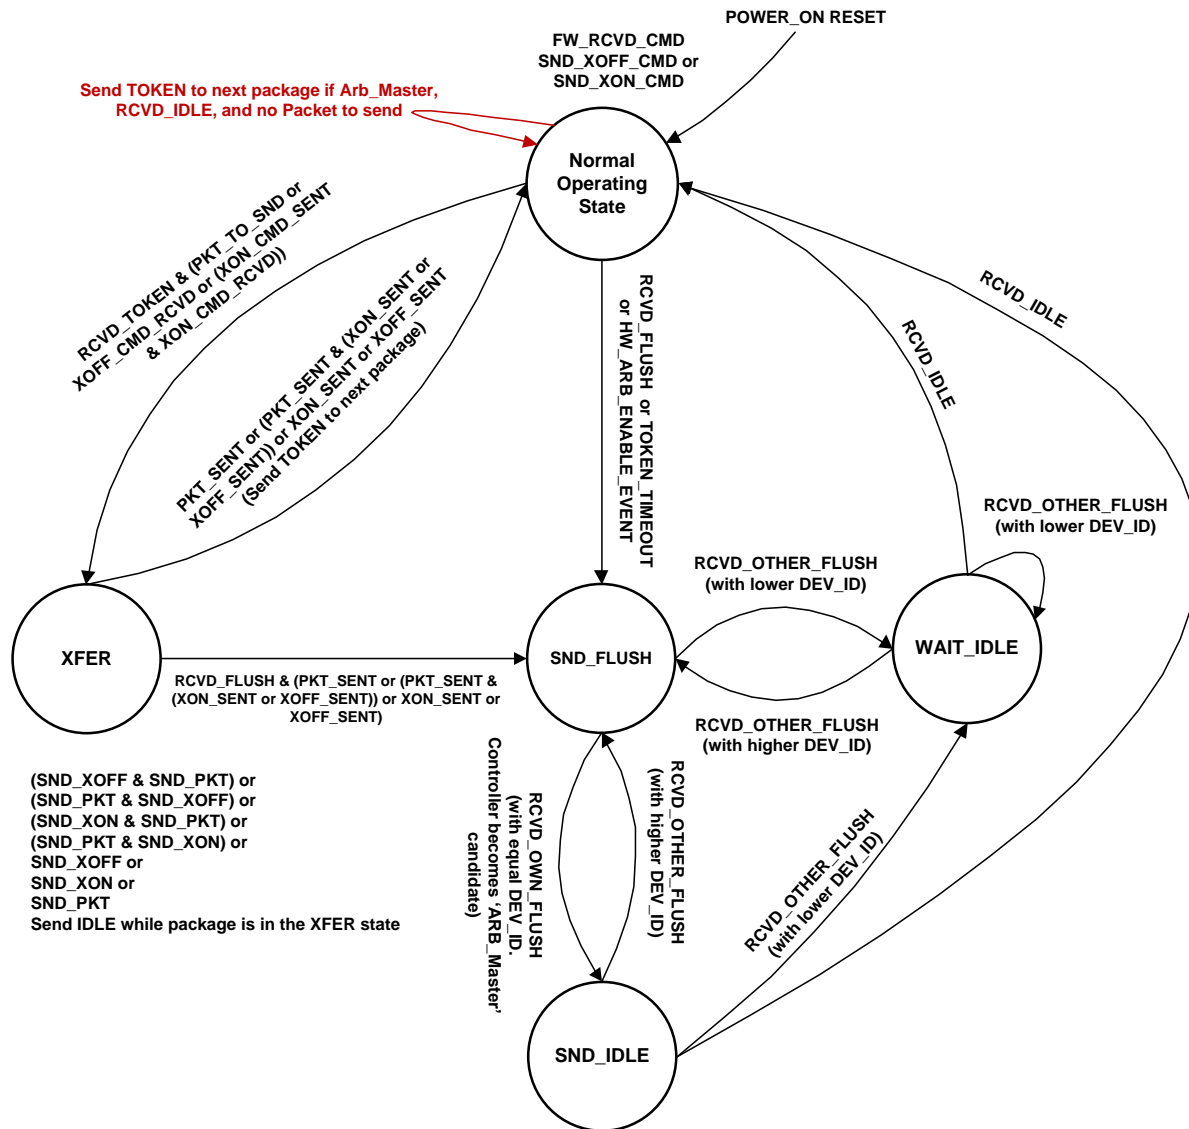 POWER_ON RESET
FW_RCVD_CMD
SND_XOFF_CMD or
SND_XON_CMD
Send TOKEN to next package if Arb_Master,
RCVD_IDLE, and no Packet to send
Normal
Operating
State
RCVD_TOKEN & (PKT_TO_SND or
XOFF_CMD_RCVD or (XON_CMD_SENT
& XON_CMD_RCVD))
PKT_SENT or (PKT_SENT & (XON_SENT or
XOFF_SENT)) or XON_SENT or XOFF_SENT
(Send TOKEN to next package)
RCVD_FLUSH or TOKEN_TIMEOUT
or HW_ARB_ENABLE_EVENT
RCVD_IDLE
RCVD_IDLE
RCVD_OTHER_FLUSH
(with lower DEV_ID)
RCVD_OTHER_FLUSH
(with lower DEV_ID)
XFER
SND_FLUSH
WAIT_IDLE
RCVD_FLUSH & (PKT_SENT or (PKT_SENT &
(XON_SENT or XOFF_SENT)) or XON_SENT or
XOFF_SENT)
RCVD_OTHER_FLUSH
(with higher DEV_ID)
(SND_XOFF & SND_PKT) or
(SND_PKT & SND_XOFF) or
(SND_XON & SND_PKT) or
(SND_PKT & SND_XON) or
SND_XOFF or
SND_XON or
SND_PKT
Send IDLE while package is in the XFER state
RCVD_OWN_FLUSH
(with equal DEV_ID.
Controller becomes ‘ARB_Master’
candidate)
RCVD_OTHER_FLUSH
(with higher DEV_ID)
RCVD_OTHER_FLUSH
(with lower DEV_ID)
SND_IDLE